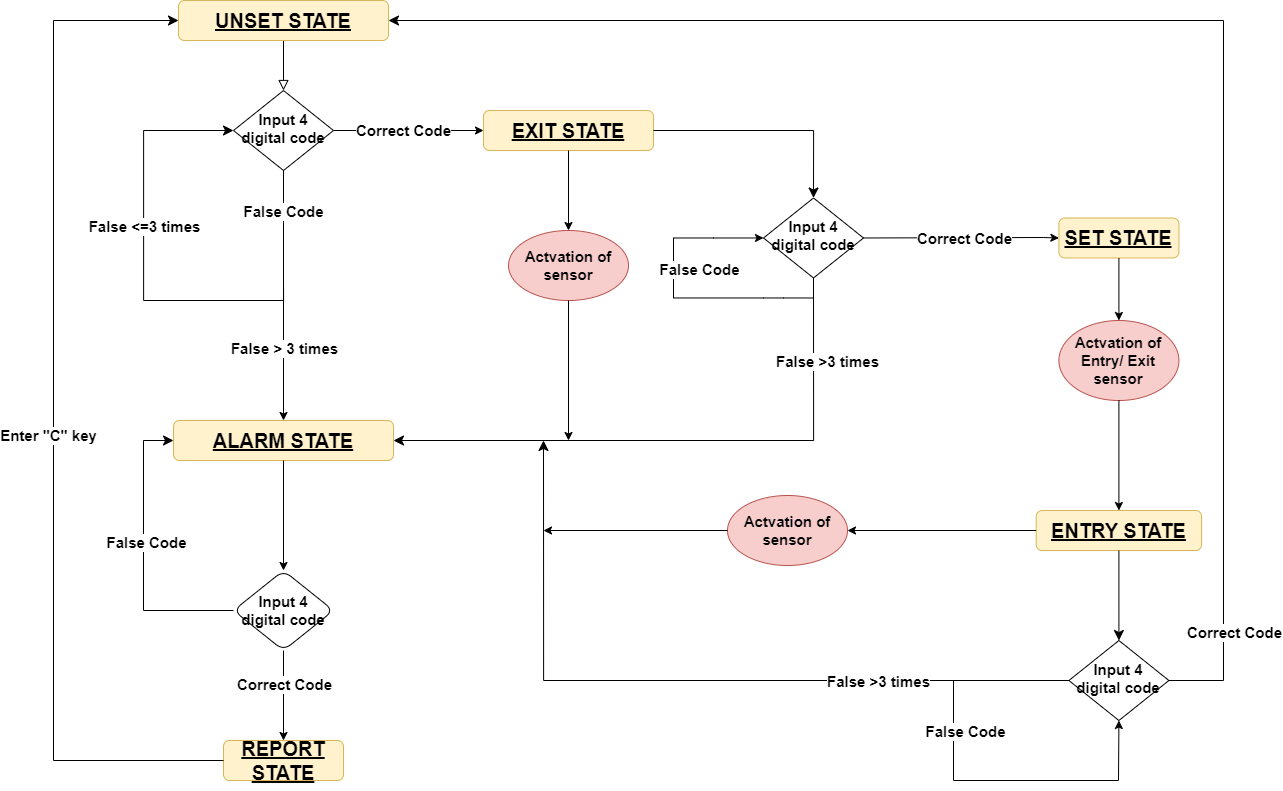 UNSET STATE
Input 4
digital code
Correct Code
EXIT STATE
False Code
False <=3 times
Input 4
digital code
Correct Code
SET STATE
Actvation of
sensor
False Code
False > 3 times
False >3 times
Actvation of
Entry/ Exit
sensor
Enter "C" key
ALARM STATE
Actvation of
sensor
ENTRY STATE
False Code
Input 4
digital code
Correct Code
Input 4
digital code
False >3 times
Correct Code
False Code
REPORT
STATE